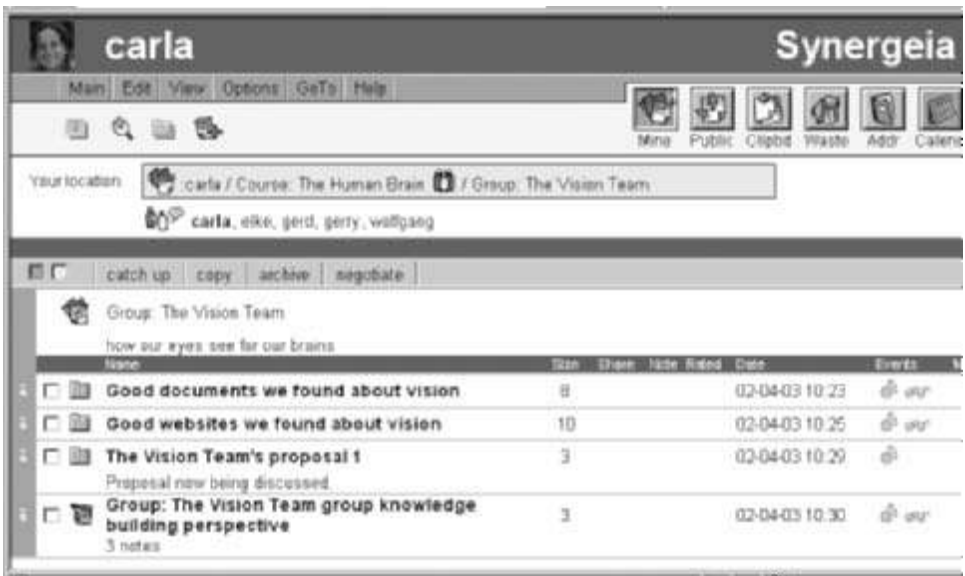 carla Synergeia
Main Edit View Options GoTo Help
Mine Public Clipbd Waste Addr Calend
Your location carla / Course: The Human Brain / Group: The Vision Team
carla, elke, gerd, gerry, wolfgang
catch up copy archive negotiate
Group: The Vision Team
how our eyes see for our brains
Name Size Share Note Rated Date Events
Good documents we found about vision 8 02-04-03 10:23
Good websites we found about vision 10 02-04-03 10:25
The Vision Team's proposal 1 3 02-04-03 10:29
Proposal now being discussed.
Group: The Vision Team group knowledge
building perspective 3 02-04-03 10:30
3 notes